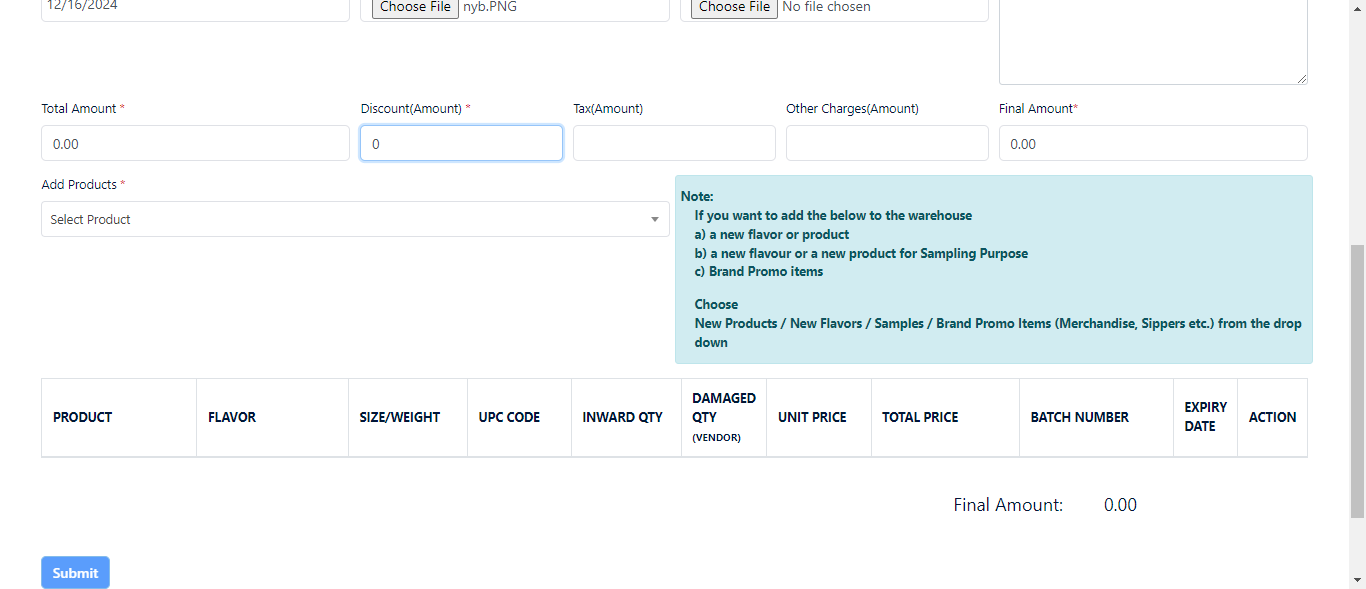 12/16/2024
Choose File nyb.PNG
Choose File No file chosen
Total Amount *
Discount(Amount) *
Tax(Amount)
Other Charges(Amount)
Final Amount*
0.00
0
0.00
Add Products *
Select Product
Note:
If you want to add the below to the warehouse
a) a new flavor or product
b) a new flavour or a new product for Sampling Purpose
c) Brand Promo items
Choose
New Products / New Flavors / Samples / Brand Promo Items (Merchandise, Sippers etc.) from the drop
down
PRODUCT
FLAVOR
SIZE/WEIGHT
UPC CODE
INWARD QTY
DAMAGED
QTY
(VENDOR)
UNIT PRICE
TOTAL PRICE
BATCH NUMBER
EXPIRY
DATE
ACTION
Final Amount: 0.00
Submit